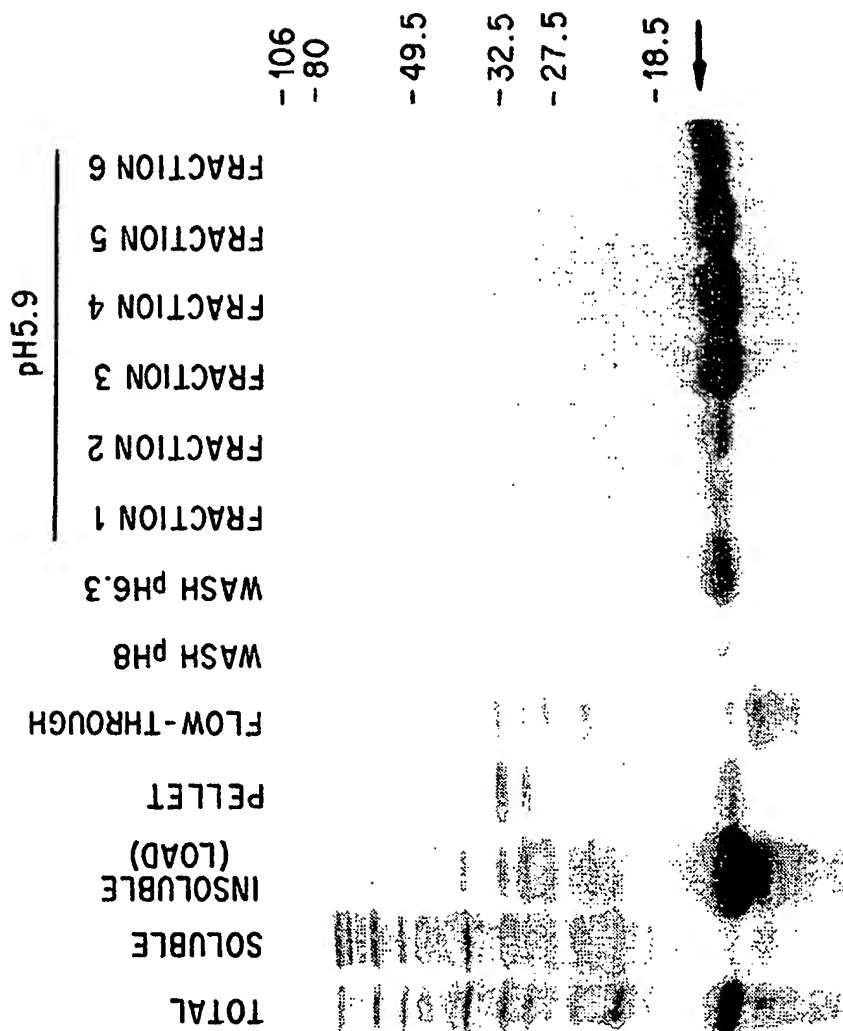 -106
-80
-49.5
-32.5
-27.5
-18.5
pH5.9
FRACTION 6
FRACTION 5
FRACTION 4
FRACTION 3
FRACTION 2
FRACTION 1
WASH pH6.3
WASH pH8
FLOW-THROUGH
PELLET
INSOLUBLE
(LOAD)
SOLUBLE
TOTAL